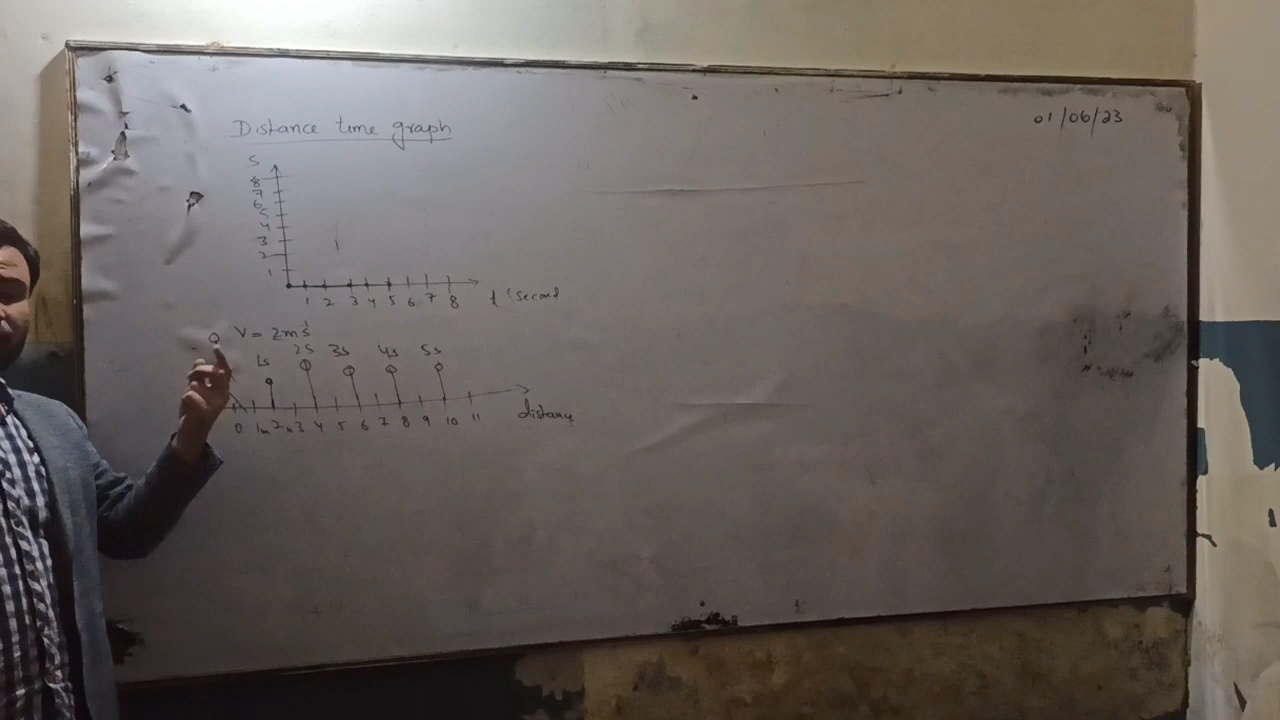 Distance time graph
01/06/23
S
8
7
6
5
4
3
2
1
1 2 3 4 5 6 7 8 t (second
V = 2ms¹
1s 2s 3s 4s 5s
0 1m 2m 3 4 5 6 7 8 9 10 11